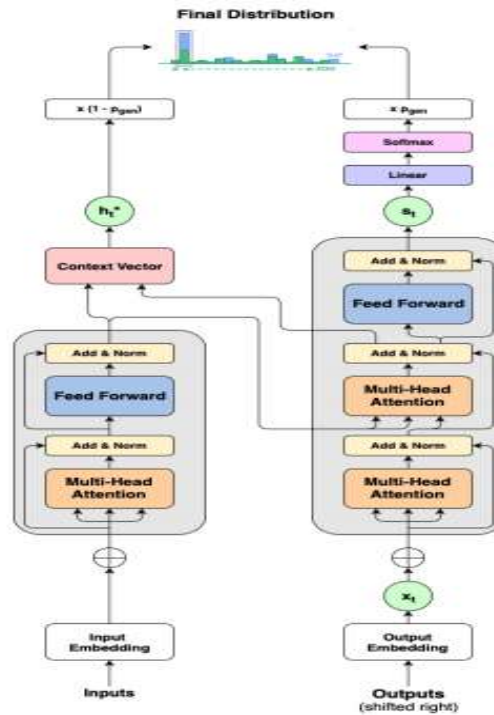 Final Distribution
x (1 - pgen)
x pgen
Softmax
Linear
ht*
st
Context Vector
Add & Norm
Feed Forward
Add & Norm
Multi-Head
Attention
Add & Norm
Feed Forward
Add & Norm
Multi-Head
Attention
Add & Norm
Multi-Head
Attention
xt
Input
Embedding
Output
Embedding
Inputs
Outputs
(shifted right)